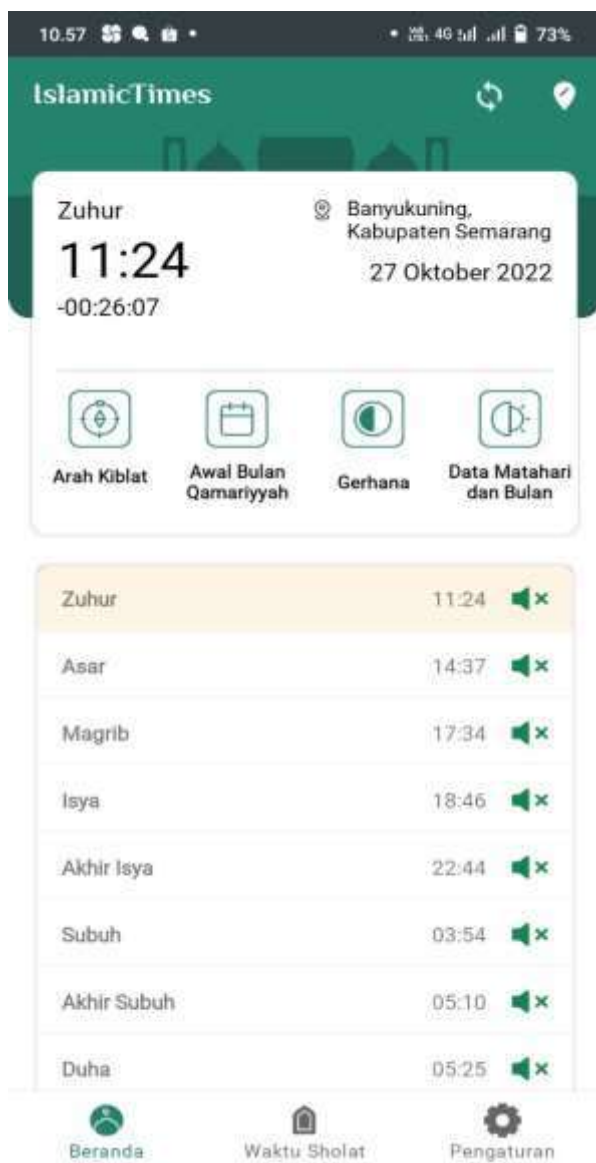 10.57
4G
73%
IslamicTimes
Zuhur
11:24
-00:26:07
Banyukuning,
Kabupaten Semarang
27 Oktober 2022
Arah Kiblat
Awal Bulan
Qamariyyah
Gerhana
Data Matahari
dan Bulan
Zuhur 11:24
Asar 14:37
Magrib 17:34
Isya 18:46
Akhir Isya 22:44
Subuh 03:54
Akhir Subuh 05:10
Duha 05:25
Beranda
Waktu Sholat
Pengaturan